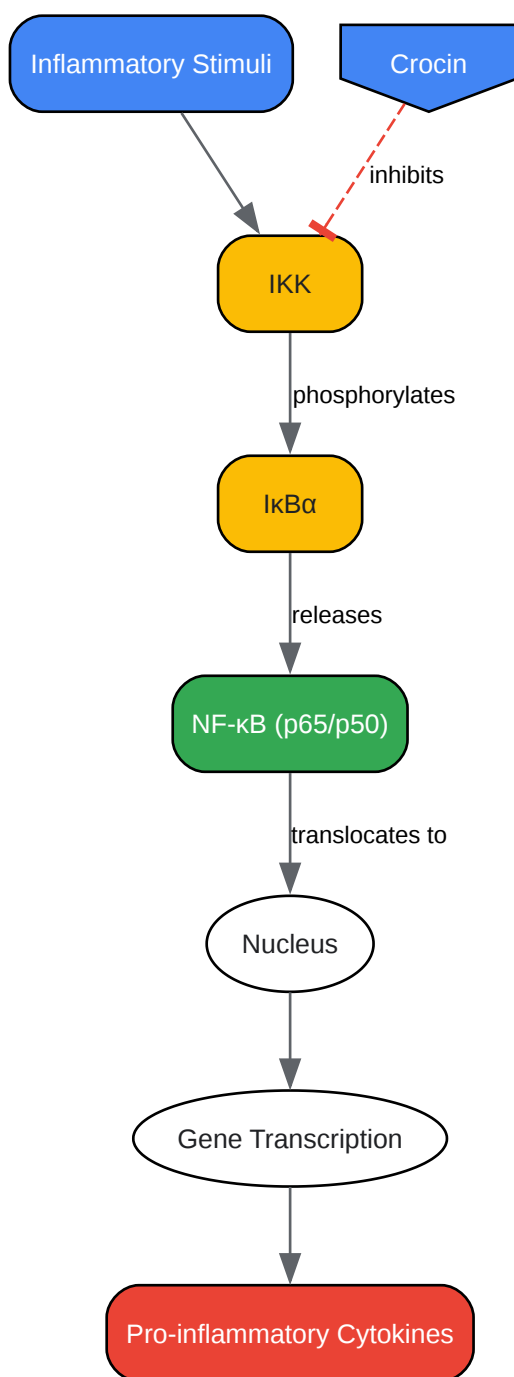 Inflammatory Stimuli
Crocin
inhibits
IKK
phosphorylates
IκBα
releases
NF-κB (p65/p50)
translocates to
Nucleus
Gene Transcription
Pro-inflammatory Cytokines